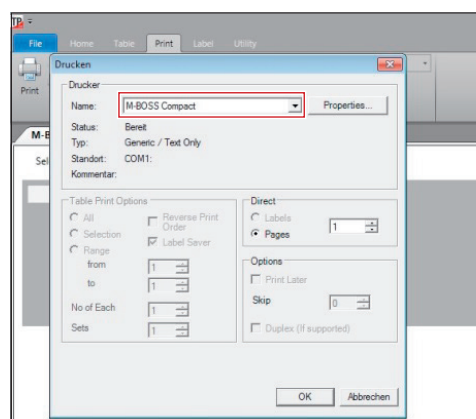 TP
File Home Table Print Label Utility
Print
Drucken
Drucker
Name: M-BOSS Compact Properties...
Status: Bereit
Typ: Generic / Text Only
Standort: COM1:
Kommentar:
M-B
Sel
Table Print Options
All
Selection
Range
from 1
to 1
No of Each 1
Sets 1
Reverse Print
Order
Label Saver
Direct
Labels
Pages
1
Options
Print Later
Skip 0
Duplex (If supported)
OK Abbrechen